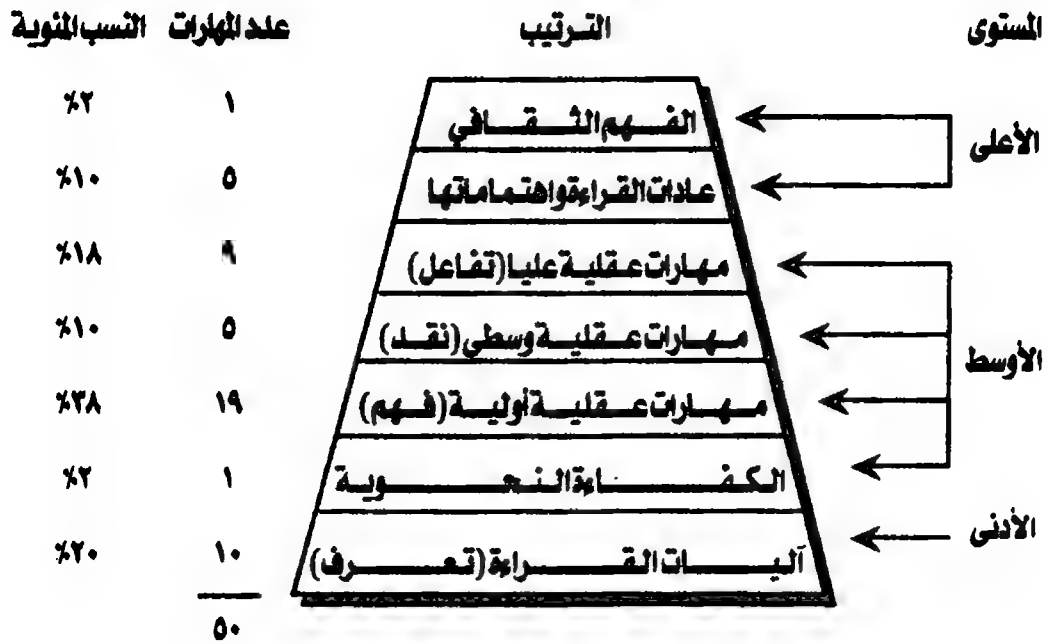 المستوى الترتيب عدد المهارات النسب المئوية
الأعلى
الفهم الثقافي ١ ٢٪
عادات القراءة واهتماماتها ٥ ١٠٪
مهارات عقلية عليا (تفاعل) ٩ ١٨٪
الأوسط
مهارات عقلية وسطى (نقد) ٥ ١٠٪
مهارات عقلية أولية (فهم) ١٩ ٣٨٪
الكفاءة النحوية ١ ٢٪
الأدنى
آليات القراءة (تعرف) ١٠ ٢٠٪
٥٠